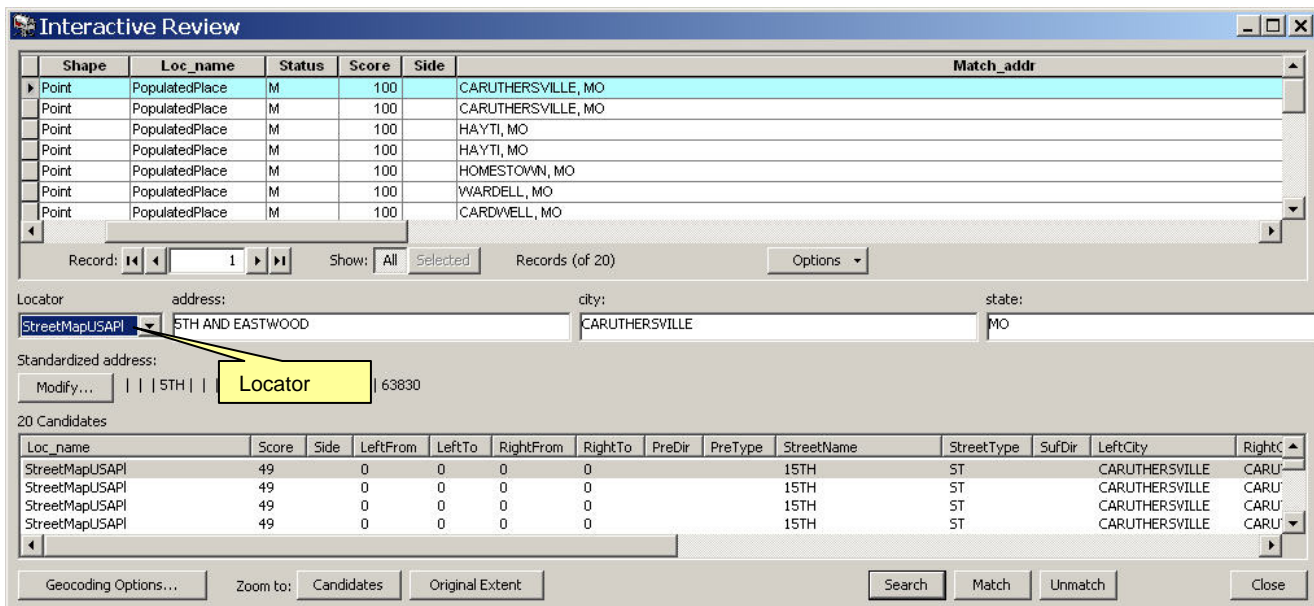 Interactive Review
Shape Loc_name Status Score Side Match_addr
Point PopulatedPlace M 100 CARUTHERSVILLE, MO
Point PopulatedPlace M 100 CARUTHERSVILLE, MO
Point PopulatedPlace M 100 HAYTI, MO
Point PopulatedPlace M 100 HAYTI, MO
Point PopulatedPlace M 100 HOMESTOWN, MO
Point PopulatedPlace M 100 WARDELL, MO
Point PopulatedPlace M 100 CARDWELL, MO
Record: 1 Show: All Selected Records (of 20) Options
Locator address: city: state:
StreetMapUSAPl 5TH AND EASTWOOD CARUTHERSVILLE MO
Standardized address:
Modify... | | | 5TH | | | Locator | 63830
20 Candidates
Loc_name Score Side LeftFrom LeftTo RightFrom RightTo PreDir PreType StreetName StreetType SufDir LeftCity RightC
StreetMapUSAPl 49 0 0 0 0 15TH ST CARUTHERSVILLE CARU
StreetMapUSAPl 49 0 0 0 0 15TH ST CARUTHERSVILLE CARU
StreetMapUSAPl 49 0 0 0 0 15TH ST CARUTHERSVILLE CARU
StreetMapUSAPl 49 0 0 0 0 15TH ST CARUTHERSVILLE CARU
Geocoding Options... Zoom to: Candidates Original Extent Search Match Unmatch Close